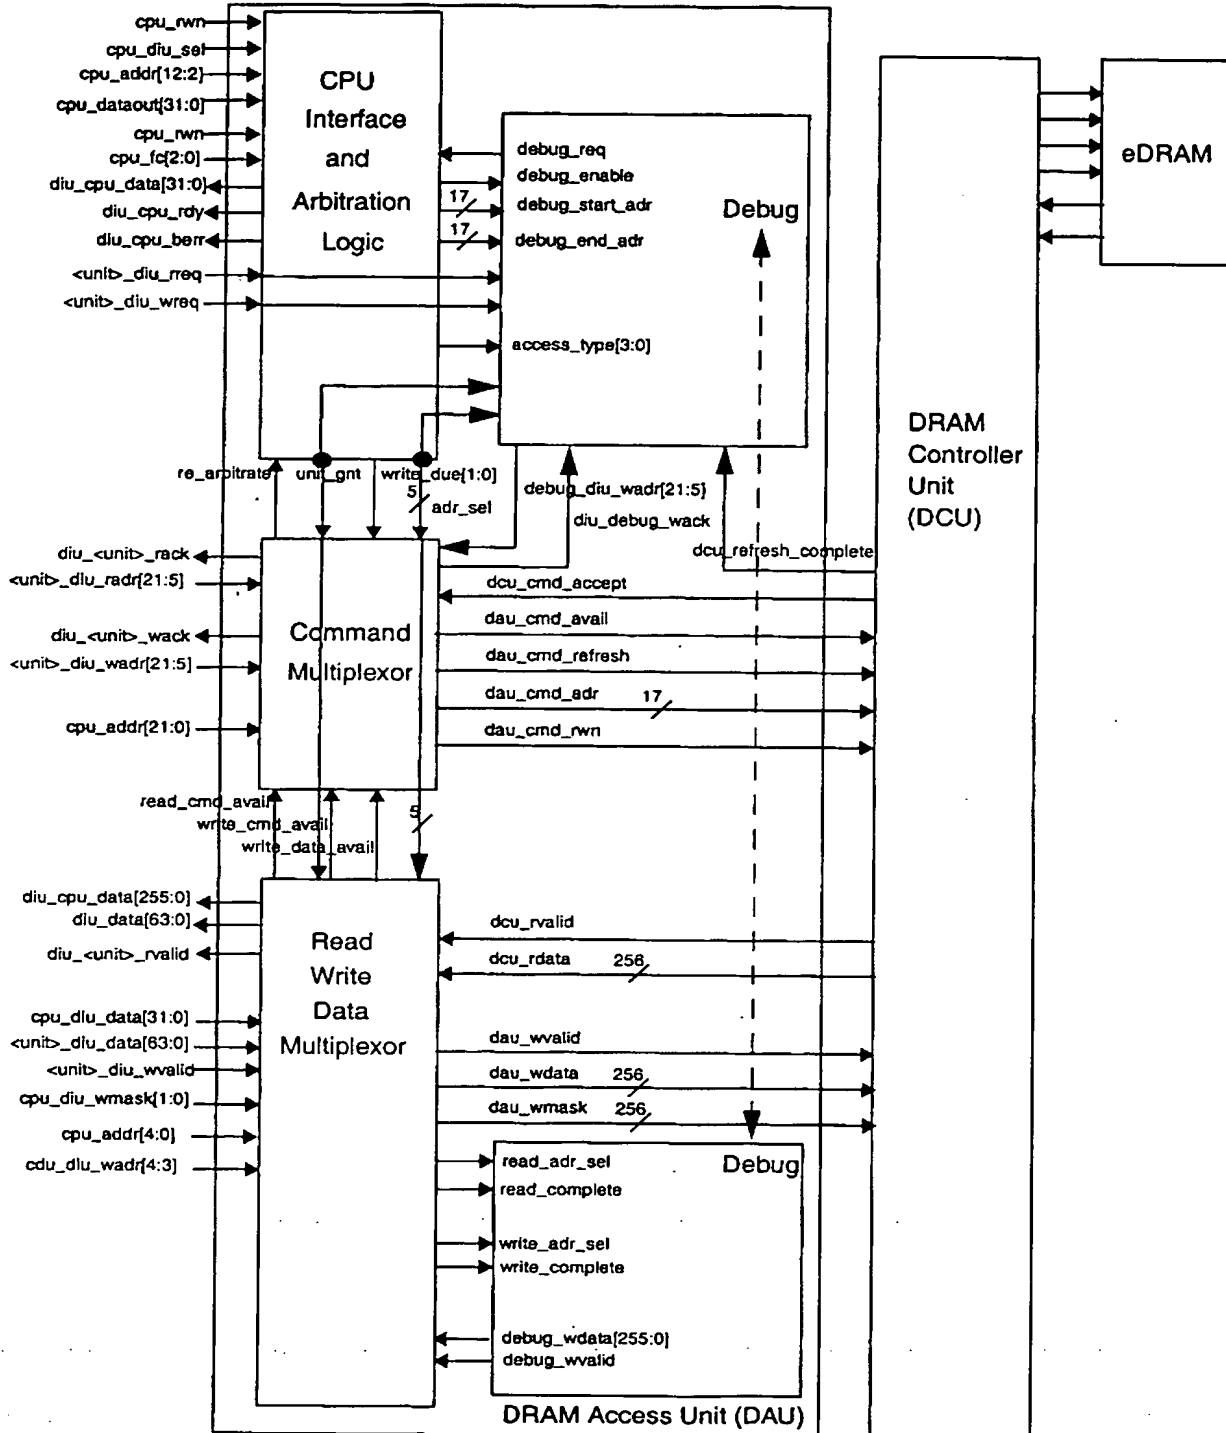 cpu_rwn
cpu_diu_sel
cpu_addr[12:2]
cpu_dataout[31:0]
cpu_rwn
cpu_fc[2:0]
diu_cpu_data[31:0]
diu_cpu_rdy
diu_cpu_berr
<unit>_diu_rreq
<unit>_diu_wreq
CPU
Interface
and
Arbitration
Logic
debug_req
debug_enable
17
debug_start_adr
17
debug_end_adr
Debug
access_type[3:0]
eDRAM
DRAM
Controller
Unit
(DCU)
re_arbitrate
unit_gnt
write_due[1:0]
5
adr_sel
debug_diu_wadr[21:5]
diu_debug_wack
dcu_refresh_complete
diu_<unit>_rack
<unit>_diu_radr[21:5]
diu_<unit>_wack
<unit>_diu_wadr[21:5]
cpu_addr[21:0]
Command
Multiplexor
dcu_cmd_accept
dau_cmd_avail
dau_cmd_refresh
dau_cmd_adr 17
dau_cmd_rwn
read_cmd_avail
write_cmd_avail
write_data_avail
5
diu_cpu_data[255:0]
diu_data[63:0]
diu_<unit>_rvalid
cpu_diu_data[31:0]
<unit>_diu_data[63:0]
<unit>_diu_wvalid
cpu_diu_wmask[1:0]
cpu_addr[4:0]
cdu_diu_wadr[4:3]
Read
Write
Data
Multiplexor
dcu_rvalid
dcu_rdata 256
dau_wvalid
dau_wdata 256
dau_wmask 256
read_adr_sel
Debug
read_complete
write_adr_sel
write_complete
debug_wdata[255:0]
debug_wvalid
DRAM Access Unit (DAU)